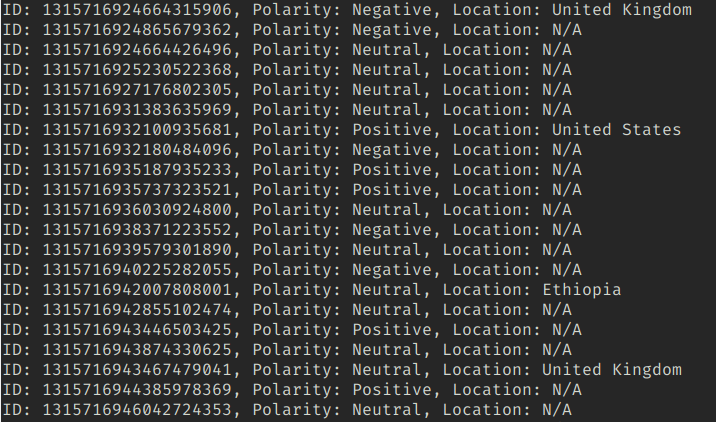 ID: 1315716924664315906, Polarity: Negative, Location: United Kingdom
ID: 1315716924865679362, Polarity: Negative, Location: N/A
ID: 1315716924664426496, Polarity: Neutral, Location: N/A
ID: 1315716925230522368, Polarity: Neutral, Location: N/A
ID: 1315716927176802305, Polarity: Neutral, Location: N/A
ID: 1315716931383635969, Polarity: Neutral, Location: N/A
ID: 1315716932100935681, Polarity: Positive, Location: United States
ID: 1315716932180484096, Polarity: Negative, Location: N/A
ID: 1315716935187935233, Polarity: Positive, Location: N/A
ID: 1315716935737323521, Polarity: Positive, Location: N/A
ID: 1315716936030924800, Polarity: Neutral, Location: N/A
ID: 1315716938371223552, Polarity: Negative, Location: N/A
ID: 1315716939579301890, Polarity: Neutral, Location: N/A
ID: 1315716940225282055, Polarity: Negative, Location: N/A
ID: 1315716942007808001, Polarity: Neutral, Location: Ethiopia
ID: 1315716942855102474, Polarity: Neutral, Location: N/A
ID: 1315716943446503425, Polarity: Positive, Location: N/A
ID: 1315716943874330625, Polarity: Neutral, Location: N/A
ID: 1315716943467479041, Polarity: Neutral, Location: United Kingdom
ID: 1315716944385978369, Polarity: Positive, Location: N/A
ID: 1315716946042724353, Polarity: Neutral, Location: N/A